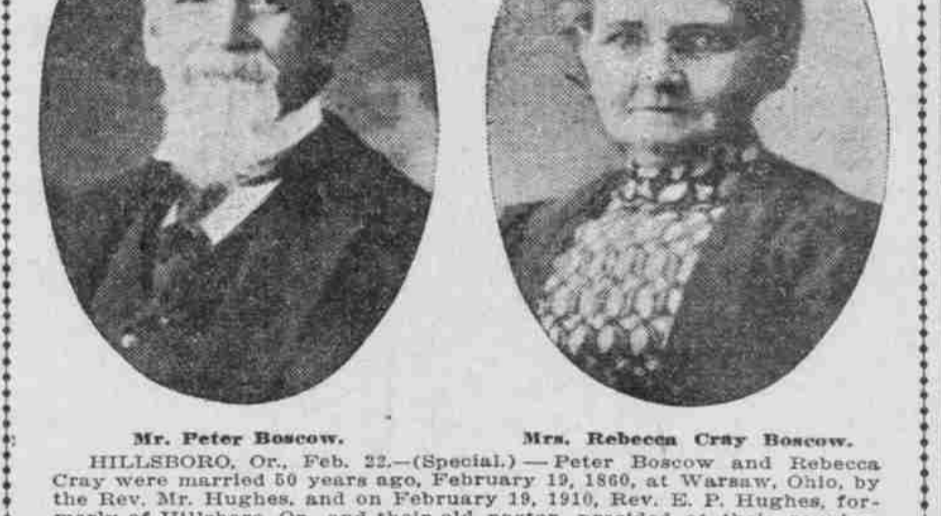 Mr. Peter Boscow.
Mrs. Rebecca Cray Boscow.
HILLSBORO, Or., Feb. 22.—(Special.) — Peter Boscow and Rebecca
Cray were married 50 years ago, February 19, 1860, at Warsaw, Ohio, by
the Rev. Mr. Hughes, and on February 19, 1910, Rev. E. P. Hughes, for-